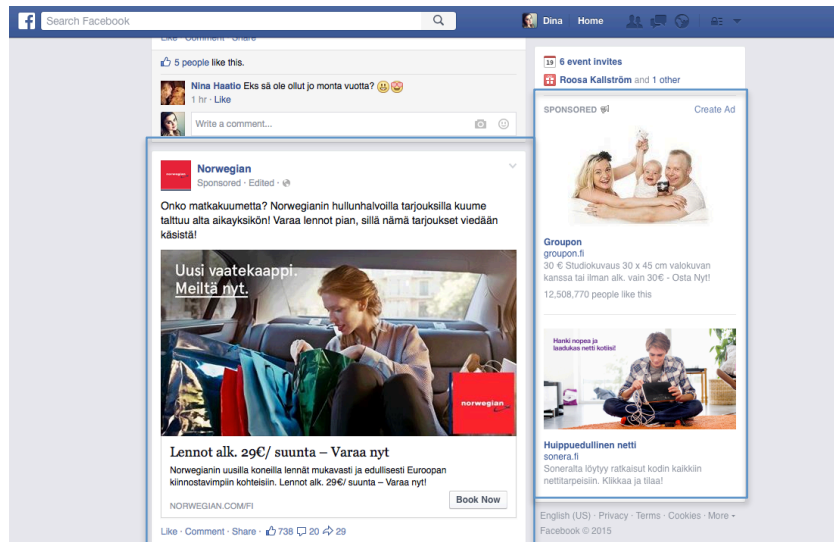 Search Facebook
Dina Home
Like · Comment · Share
5 people like this.
Nina Haatio Eks sä ole ollut jo monta vuotta?
1 hr · Like
Write a comment...
Norwegian
Sponsored · Edited ·
Onko matkakuumetta? Norwegianin hullunhalvoilla tarjouksilla kuume
talttuu alta aikayksikön! Varaa lennot pian, sillä nämä tarjoukset viedään
käsistä!
Uusi vaatekaappi.
Meiltä nyt.
norwegian
Lennot alk. 29€/ suunta – Varaa nyt
Norwegianin uusilla koneilla lennät mukavasti ja edullisesti Euroopan
kiinnostavimpiin kohteisiin. Lennot alk. 29€/ suunta – Varaa nyt!
NORWEGIAN.COM/FI
Book Now
Like · Comment · Share · 738 20 29
19 6 event invites
Roosa Kallström and 1 other
SPONSORED Create Ad
Groupon
groupon.fi
30 € Studiokuvaus 30 x 45 cm valokuvan
kanssa tai ilman alk. vain 30€ - Osta Nyt!
12,508,770 people like this
Hanki nopea ja
laadukas netti kotiisi!
Huippuedullinen netti
sonera.fi
Soneralta löytyy ratkaisut kodin kaikkiin
nettitarpeisiin. Klikkaa ja tilaa!
English (US) · Privacy · Terms · Cookies · More
Facebook © 2015